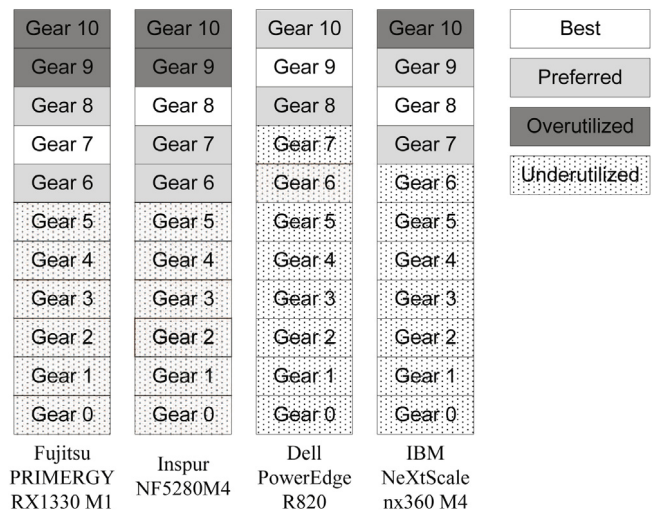 Gear 10 Gear 10 Gear 10 Gear 10 Best
Gear 9 Gear 9 Gear 9 Gear 9 Preferred
Gear 8 Gear 8 Gear 8 Gear 8
Gear 7 Gear 7 Gear 7 Gear 7 Overutilized
Gear 6 Gear 6 Gear 6 Gear 6 Underutilized
Gear 5 Gear 5 Gear 5 Gear 5
Gear 4 Gear 4 Gear 4 Gear 4
Gear 3 Gear 3 Gear 3 Gear 3
Gear 2 Gear 2 Gear 2 Gear 2
Gear 1 Gear 1 Gear 1 Gear 1
Gear 0 Gear 0 Gear 0 Gear 0
Fujitsu
PRIMERGY
RX1330 M1
Inspur
NF5280M4
Dell
PowerEdge
R820
IBM
NeXtScale
nx360 M4